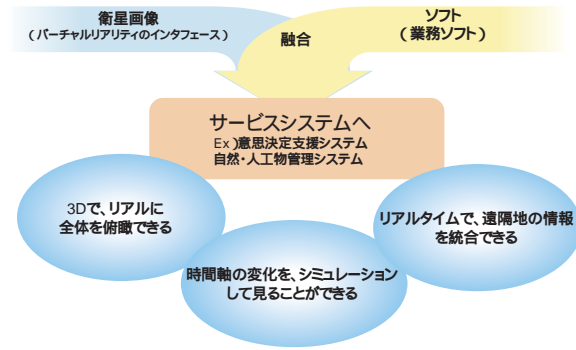 衛星画像
（バーチャルリアリティのインタフェース）
融合
ソフト
（業務ソフト）
サービスシステムへ
Ex）意思決定支援システム
自然・人工物管理システム
3Dで、リアルに
全体を俯瞰できる
時間軸の変化を、シミュレーション
して見ることができる
リアルタイムで、遠隔地の情報
を統合できる